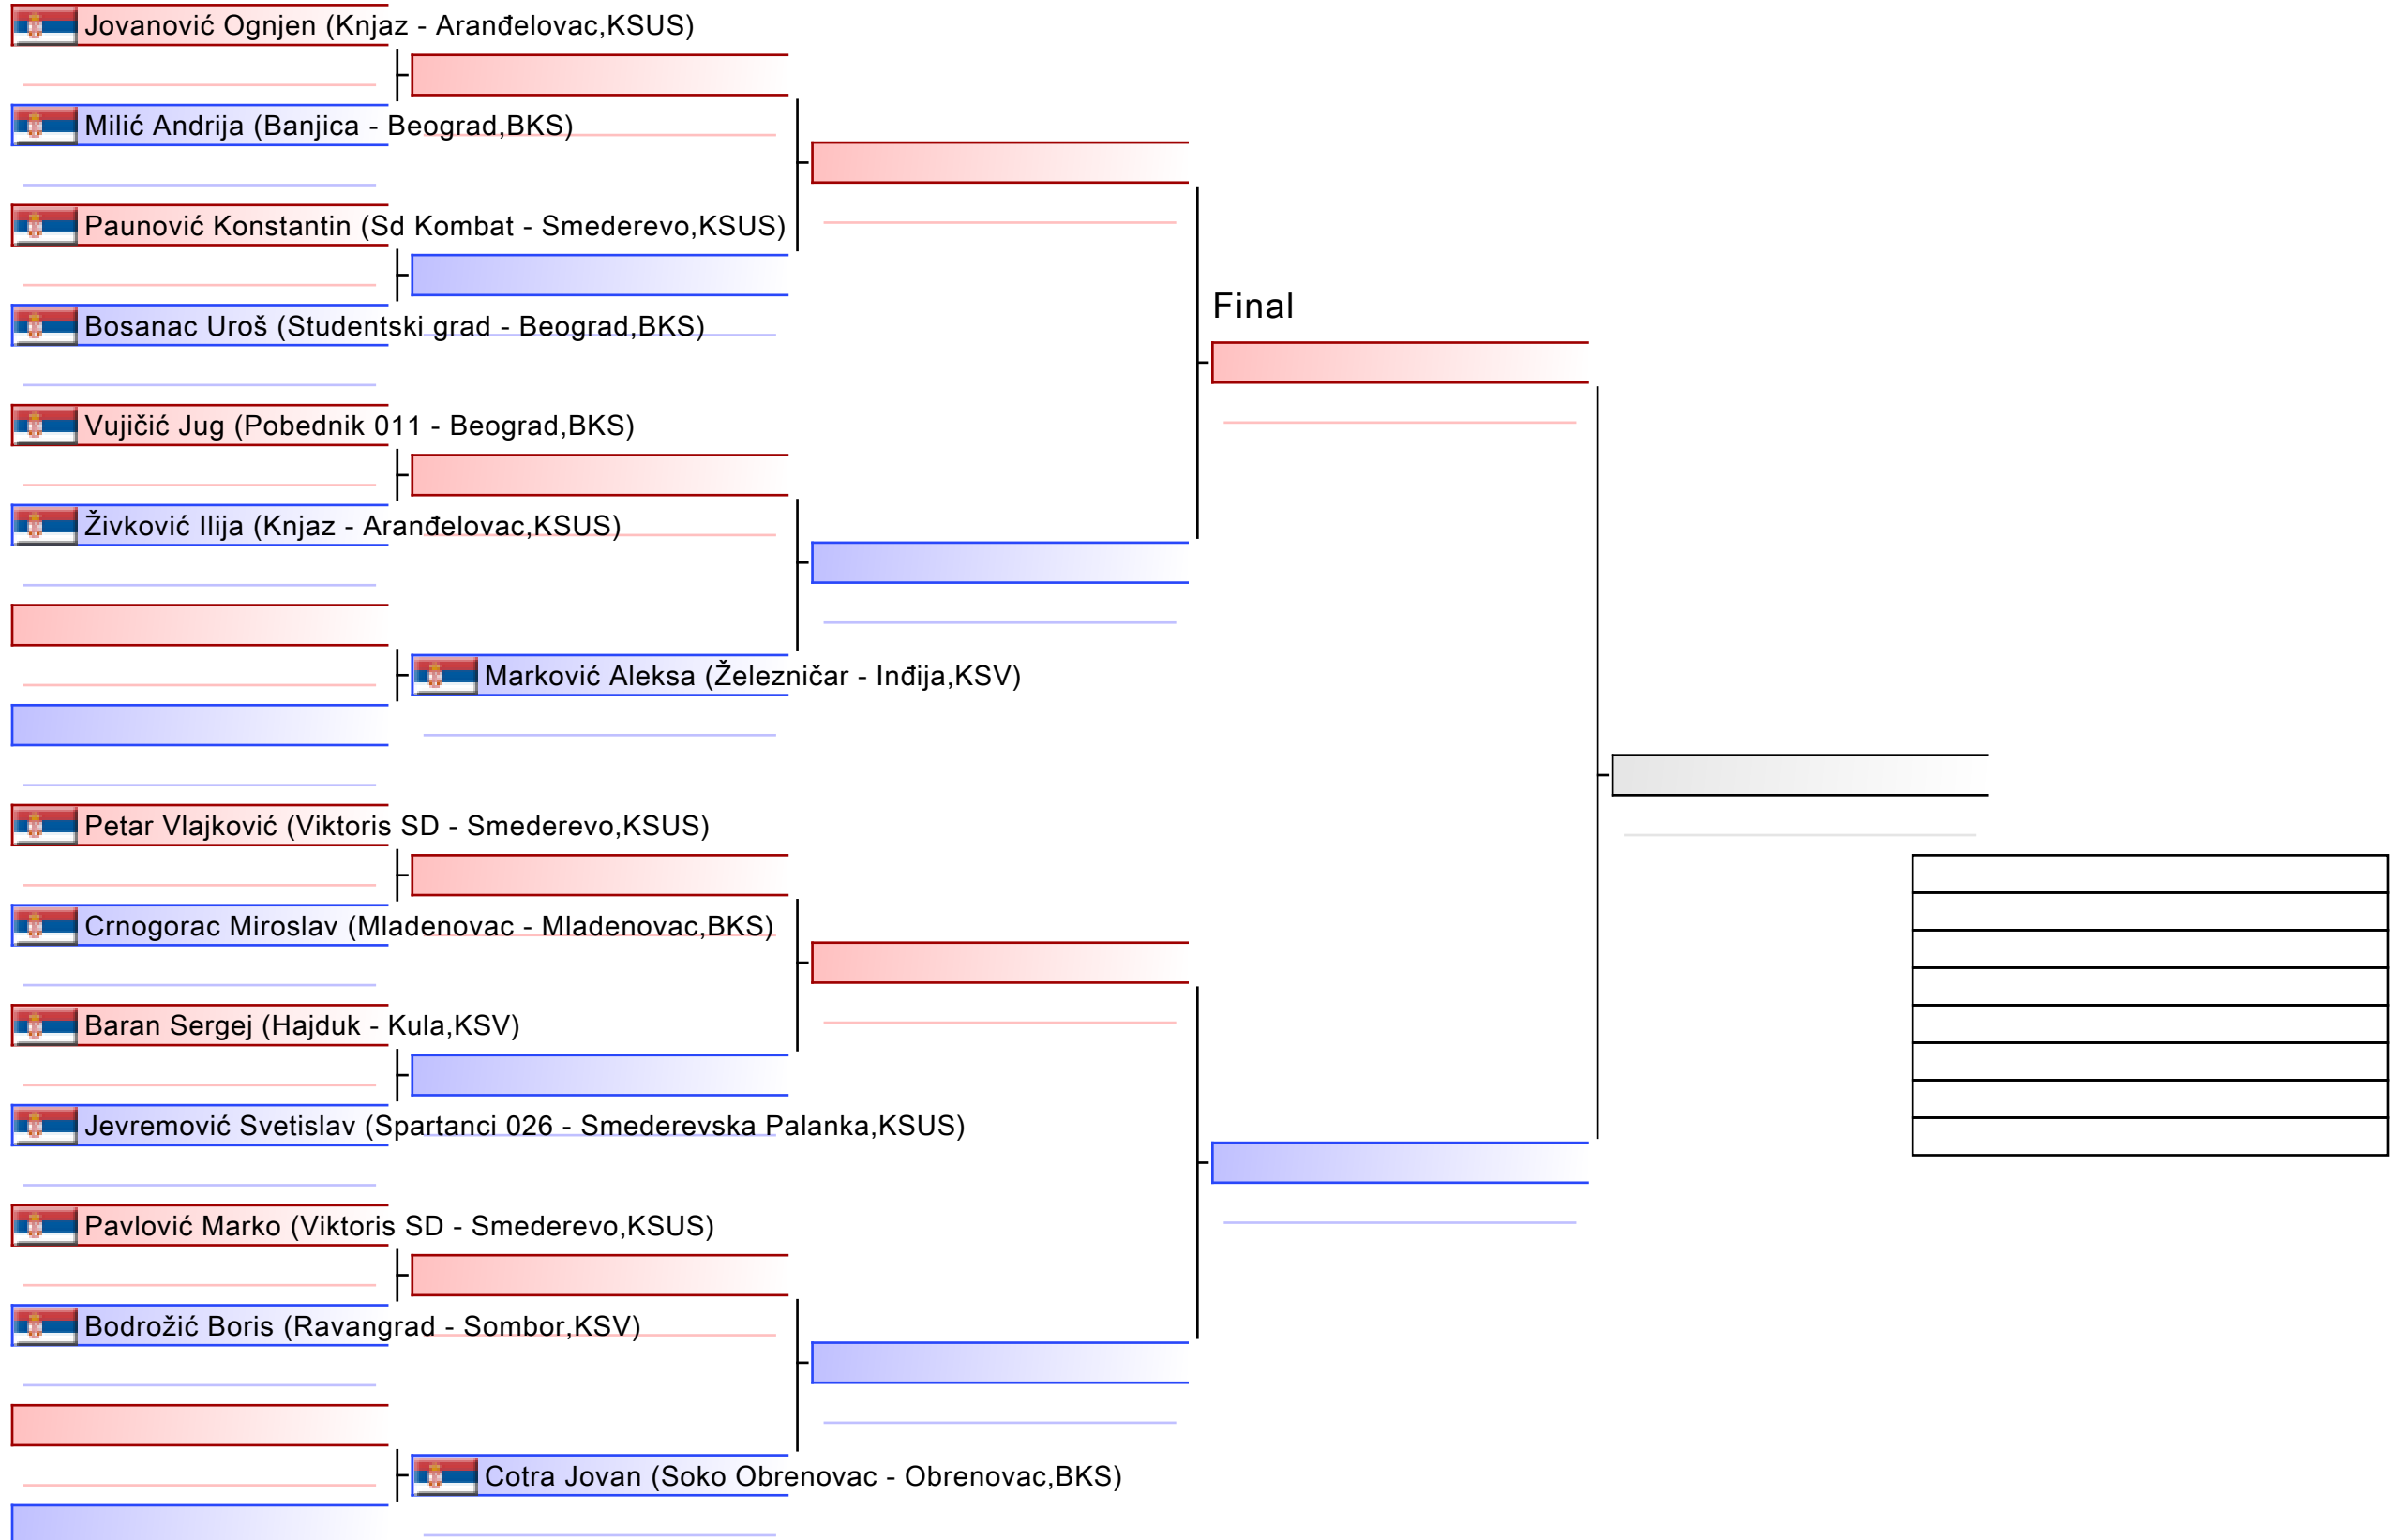 Jovanović Ognjen (Knjaz - Aranđelovac,KSUS)
Milić Andrija (Banjica - Beograd,BKS)
Paunović Konstantin (Sd Kombat - Smederevo,KSUS)
Final
Bosanac Uroš (Studentski grad - Beograd,BKS)
Vujičić Jug (Pobednik 011 - Beograd,BKS)
Živković Ilija (Knjaz - Aranđelovac,KSUS)
Marković Aleksa (Železničar - Inđija,KSV)
Petar Vlajković (Viktoris SD - Smederevo,KSUS)
Crnogorac Miroslav (Mladenovac - Mladenovac,BKS)
Baran Sergej (Hajduk - Kula,KSV)
Jevremović Svetislav (Spartanci 026 - Smederevska Palanka,KSUS)
Pavlović Marko (Viktoris SD - Smederevo,KSUS)
Bodrožić Boris (Ravangrad - Sombor,KSV)
Cotra Jovan (Soko Obrenovac - Obrenovac,BKS)